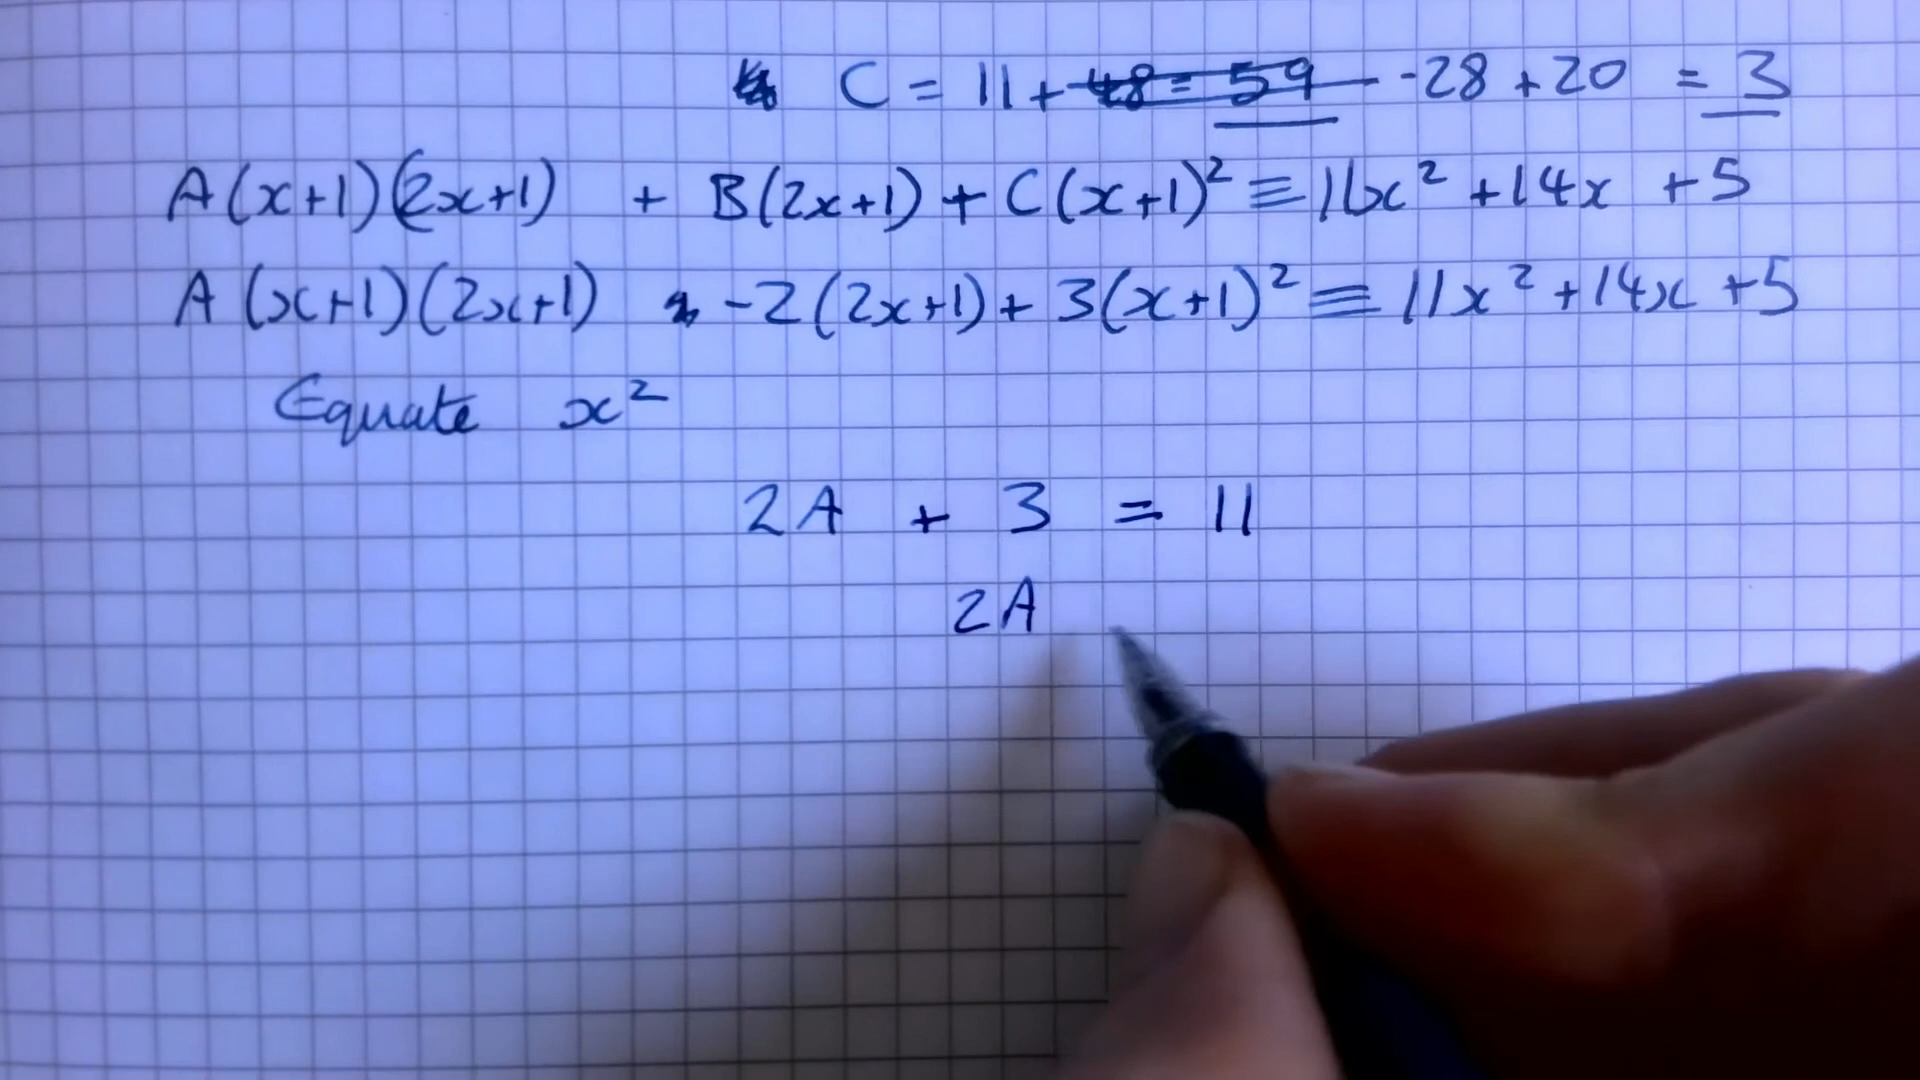 C = 11 + 48 = 59 -28 + 20 = 3
A(x+1)(2x+1) + B(2x+1) + C(x+1)² ≡ 11x² + 14x + 5
A(x+1)(2x+1) -2(2x+1) + 3(x+1)² ≡ 11x² + 14x + 5
Equate x²
2A + 3 = 11
2A